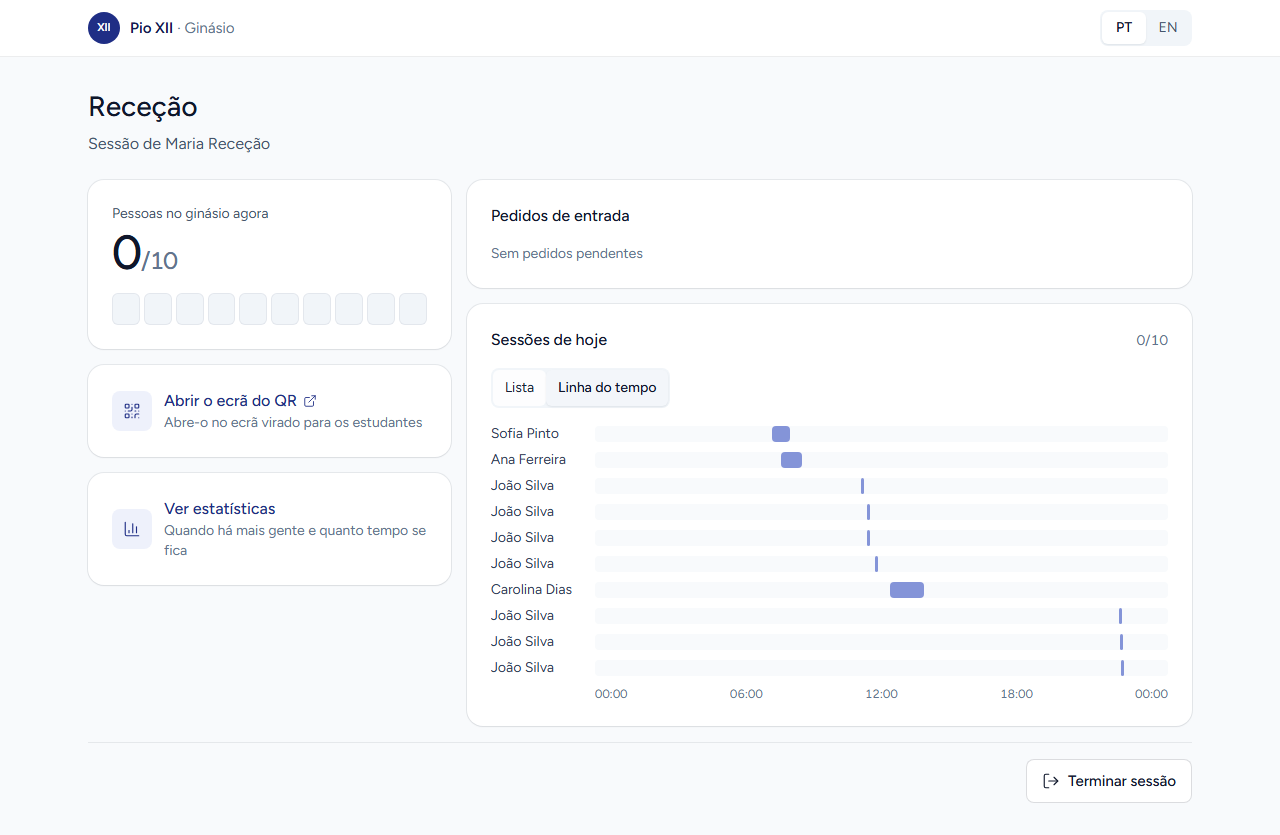 XII Pio XII · Ginásio
PT EN
Receção
Sessão de Maria Receção
Pessoas no ginásio agora
0/10
Abrir o ecrã do QR
Abre-o no ecrã virado para os estudantes
Ver estatísticas
Quando há mais gente e quanto tempo se
fica
Pedidos de entrada
Sem pedidos pendentes
Sessões de hoje 0/10
Lista Linha do tempo
Sofia Pinto
Ana Ferreira
João Silva
João Silva
João Silva
João Silva
Carolina Dias
João Silva
João Silva
João Silva
00:00 06:00 12:00 18:00 00:00
Terminar sessão